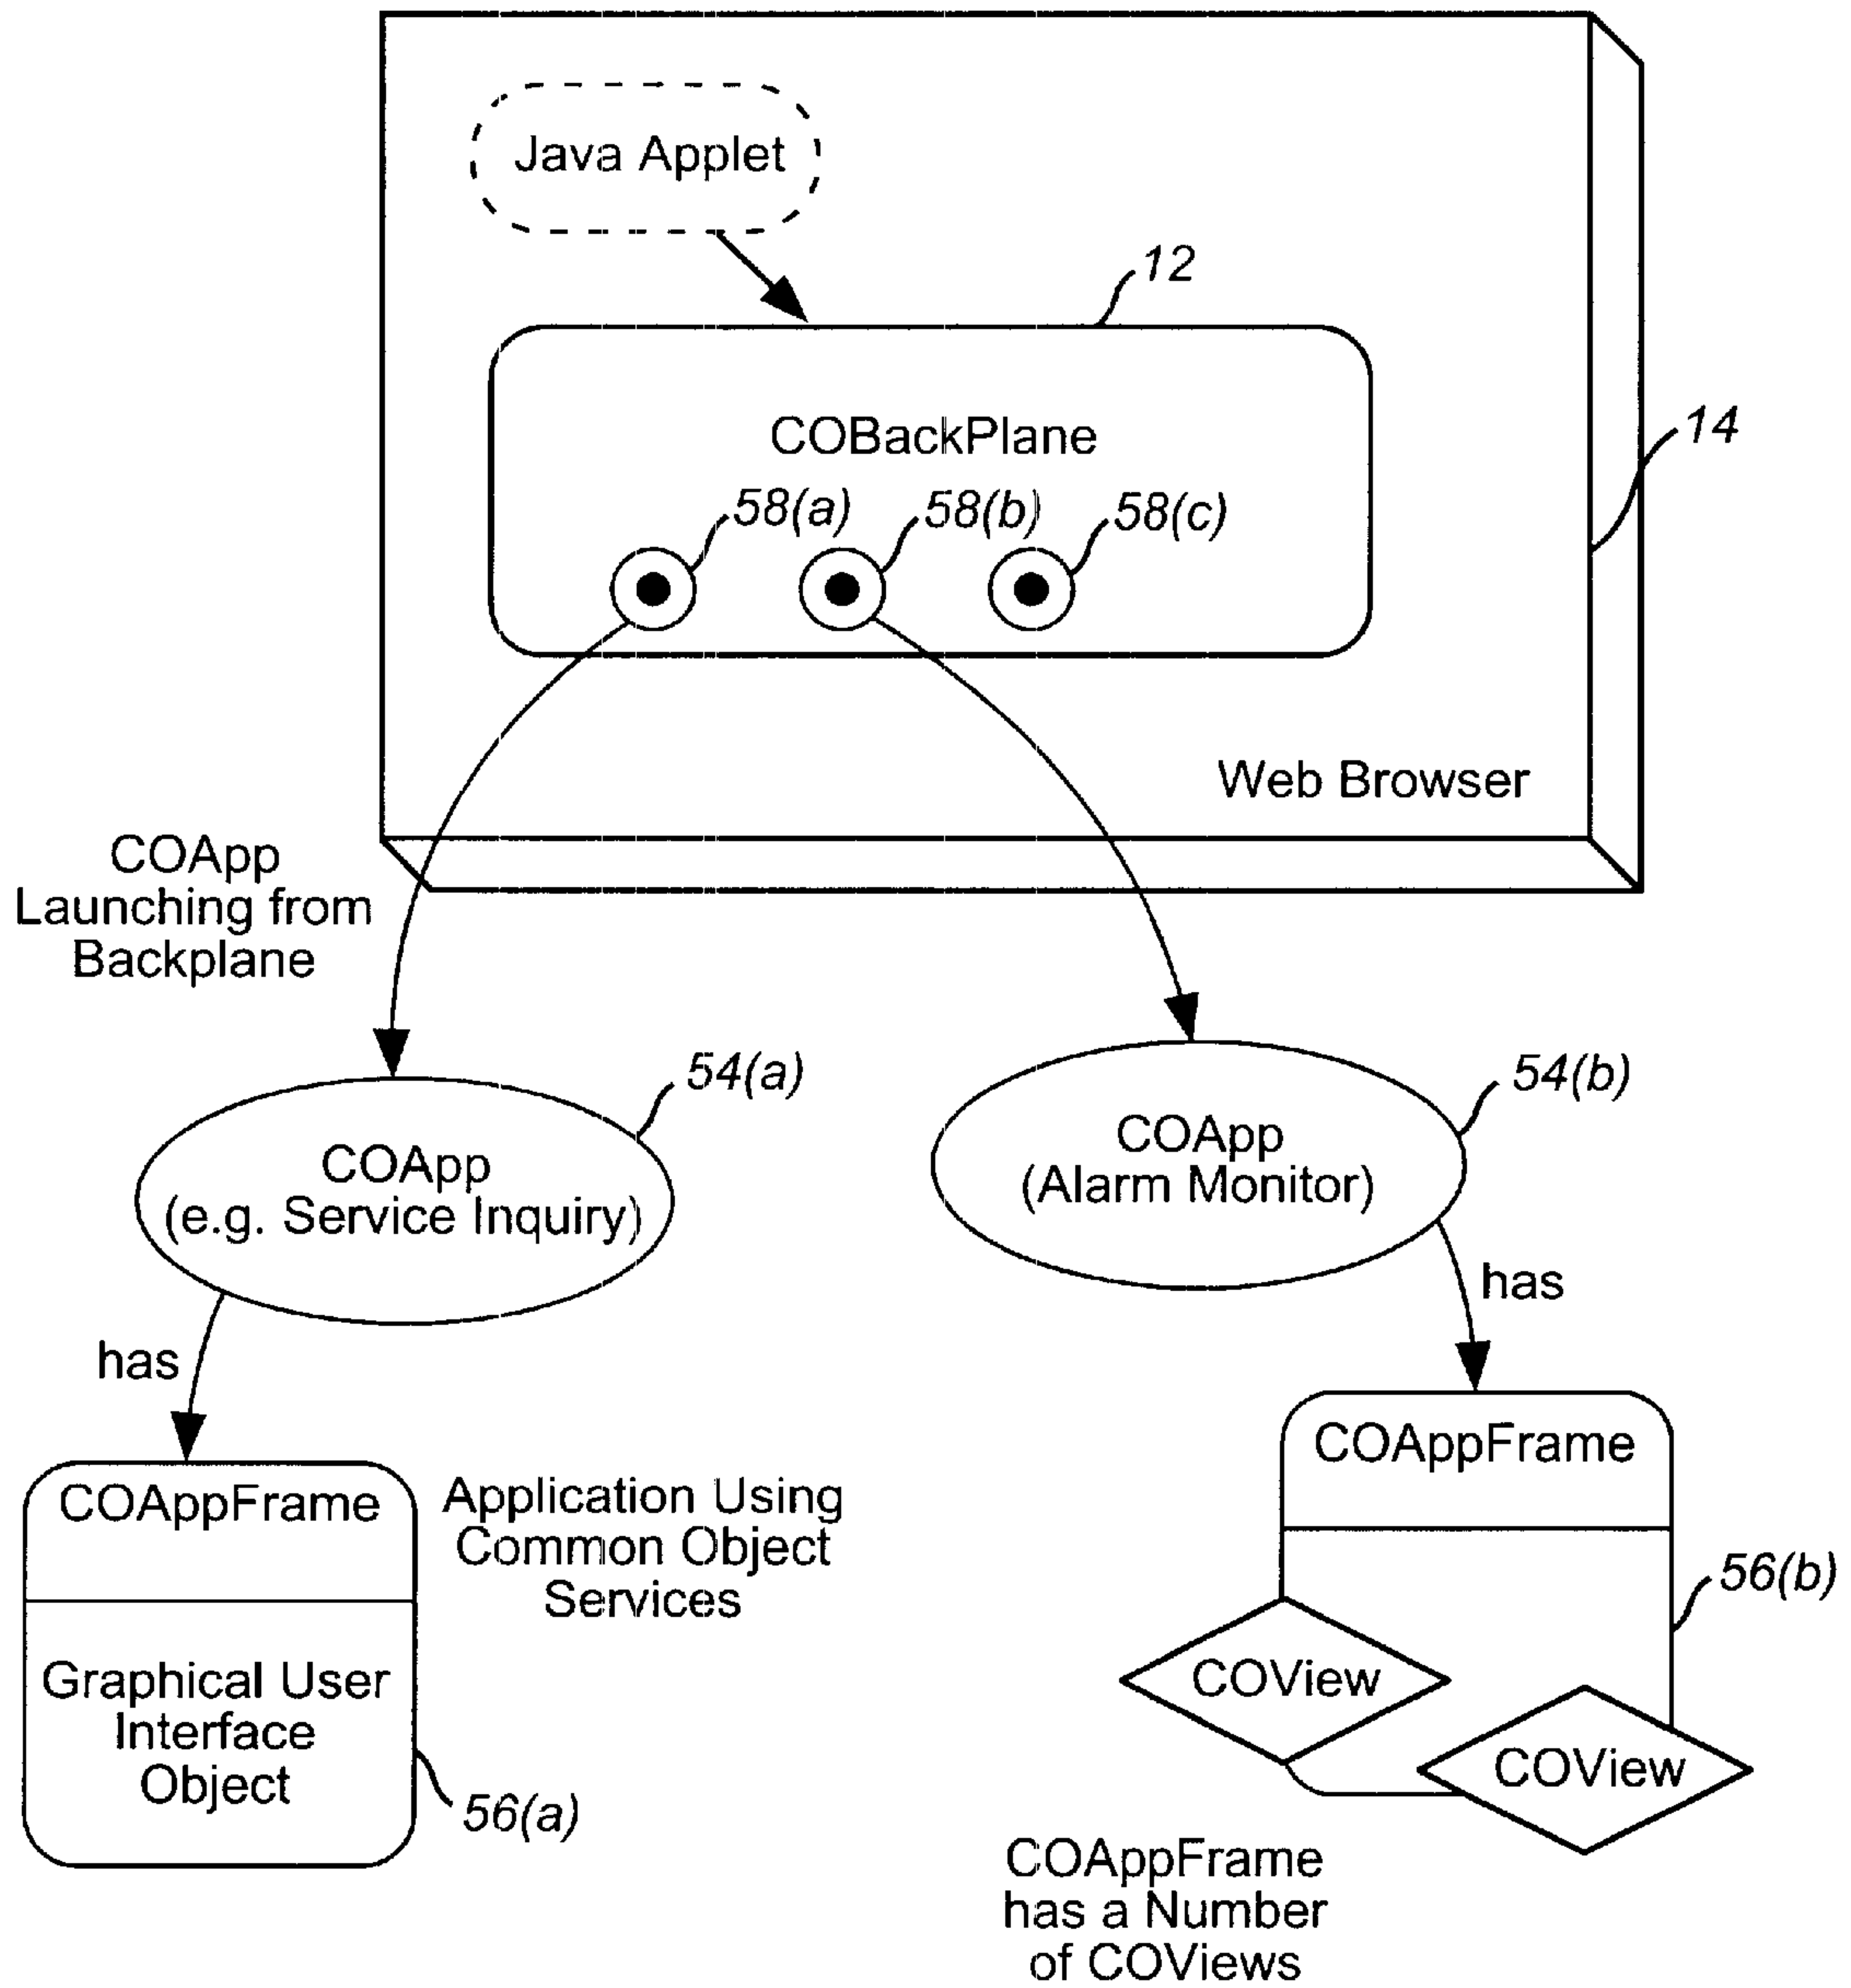 Java Applet
12
COBackPlane
14
58(a)
58(b)
58(c)
Web Browser
COApp
Launching from
Backplane
54(a)
54(b)
COApp
(e.g. Service Inquiry)
COApp
(Alarm Monitor)
has
has
COAppFrame
Application Using
Common Object
Services
Graphical User
Interface
Object
56(a)
COAppFrame
56(b)
COView
COView
COAppFrame
has a Number
of COViews